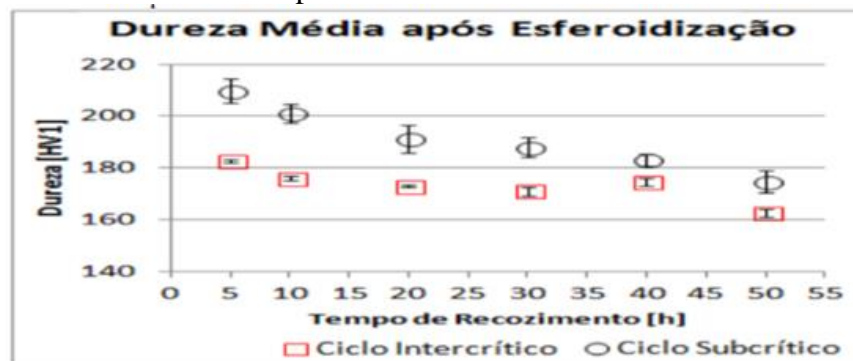 Dureza Média após Esferoidização
Dureza [HV1]
220
200
180
160
140
0 5 10 15 20 25 30 35 40 45 50 55
Tempo de Recozimento [h]
Ciclo Intercrítico Ciclo Subcrítico